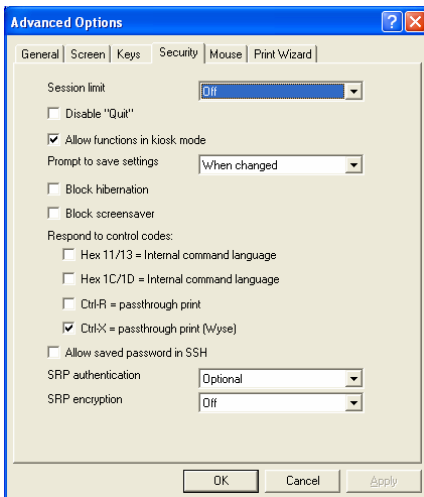 Advanced Options
General Screen Keys Security Mouse Print Wizard
Session limit Off
Disable "Quit"
Allow functions in kiosk mode
Prompt to save settings When changed
Block hibernation
Block screensaver
Respond to control codes:
Hex 11/13 = Internal command language
Hex 1C/1D = Internal command language
Ctrl-R = passthrough print
Ctrl-X = passthrough print (Wyse)
Allow saved password in SSH
SRP authentication Optional
SRP encryption Off
OK Cancel Apply